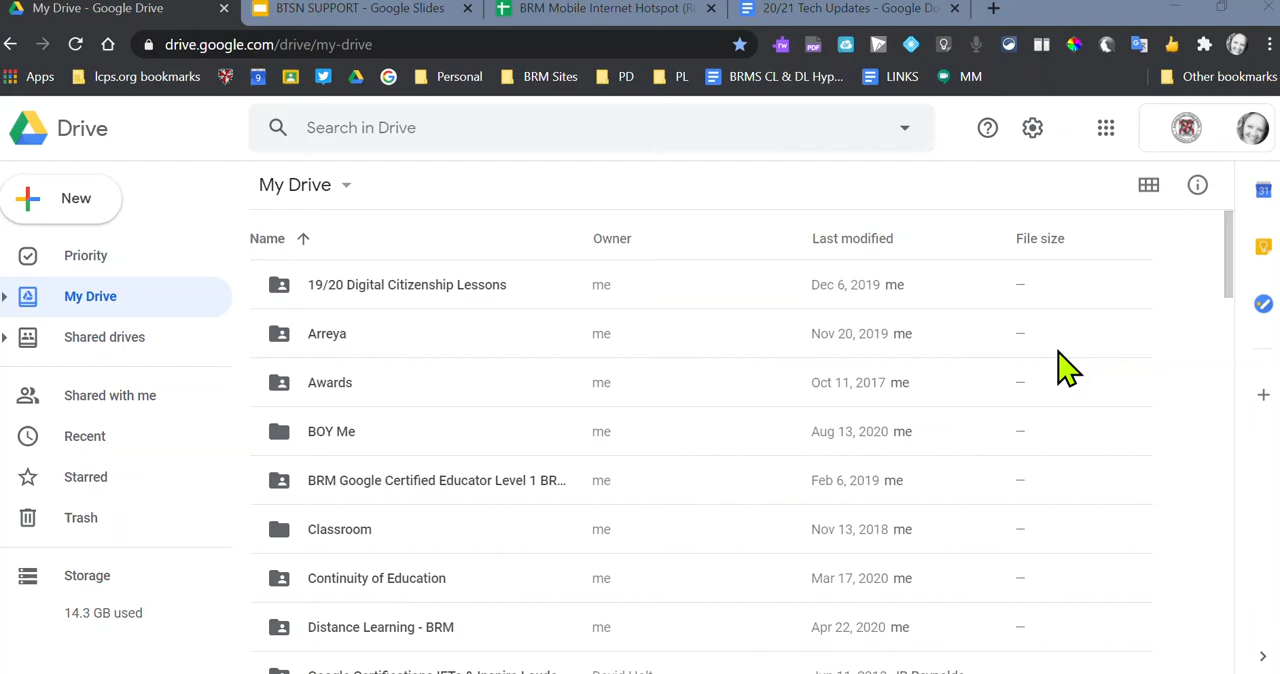 My Drive - Google Drive
BTSN SUPPORT - Google Slides
BRM Mobile Internet Hotspot (Re
20/21 Tech Updates - Google Do
drive.google.com/drive/my-drive
Apps
lcps.org bookmarks
Personal
BRM Sites
PD
PL
BRMS CL & DL Hyp...
LINKS
MM
Other bookmarks
Drive
Search in Drive
New
My Drive
Name
Owner
Last modified
File size
Priority
My Drive
Shared drives
Shared with me
Recent
Starred
Trash
Storage
14.3 GB used
19/20 Digital Citizenship Lessons me Dec 6, 2019 me –
Arreya me Nov 20, 2019 me –
Awards me Oct 11, 2017 me –
BOY Me me Aug 13, 2020 me –
BRM Google Certified Educator Level 1 BR... me Feb 6, 2019 me –
Classroom me Nov 13, 2018 me –
Continuity of Education me Mar 17, 2020 me –
Distance Learning - BRM me Apr 22, 2020 me –